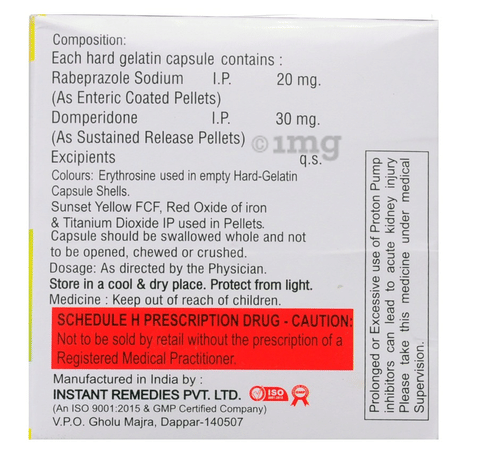 Composition:
Each hard gelatin capsule contains :
Rabeprazole Sodium I.P. 20 mg.
(As Enteric Coated Pellets)
Domperidone I.P. 30 mg.
(As Sustained Release Pellets)
Excipients q.s.
Colours: Erythrosine used in empty Hard-Gelatin
Capsule Shells.
Sunset Yellow FCF, Red Oxide of iron
& Titanium Dioxide IP used in Pellets.
Capsule should be swallowed whole and not
to be opened, chewed or crushed.
Dosage: As directed by the Physician.
Store in a cool & dry place. Protect from light.
Medicine : Keep out of reach of children.
SCHEDULE H PRESCRIPTION DRUG - CAUTION:
Not to be sold by retail without the prescription of a
Registered Medical Practitioner.
Manufactured in India by :
INSTANT REMEDIES PVT. LTD.
(An ISO 9001:2015 & GMP Certified Company)
V.P.O. Gholu Majra, Dappar-140507
ISO
Prolonged or Excessive use of Proton Pump
inhibitors can lead to acute kidney injury
Please take this medicine under medical
Supervision.
©1mg